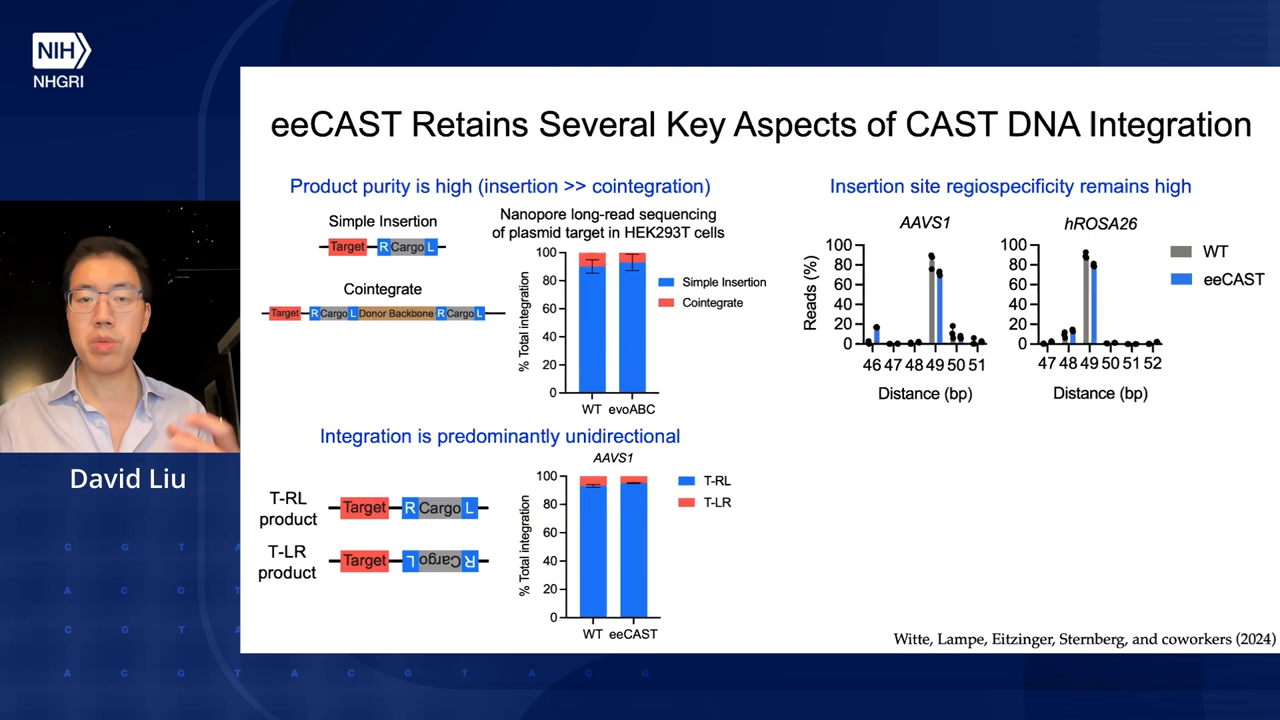 NIH
NHGRI
eeCAST Retains Several Key Aspects of CAST DNA Integration
Product purity is high (insertion >> cointegration)
Simple Insertion
Target R Cargo L
Cointegrate
Target R Cargo L Donor Backbone R Cargo L
Nanopore long-read sequencing
of plasmid target in HEK293T cells
% Total integration
100
80
60
40
20
0
WT evoABC
Simple Insertion
Cointegrate
Insertion site regiospecificity remains high
AAVS1
Reads (%)
100
80
60
40
20
0
46 47 48 49 50 51
Distance (bp)
hROSA26
100
80
60
40
20
0
47 48 49 50 51 52
Distance (bp)
WT
eeCAST
Integration is predominantly unidirectional
T-RL
product
Target R Cargo L
T-LR
product
Target L Cargo R
AAVS1
% Total integration
100
80
60
40
20
0
WT eeCAST
T-RL
T-LR
Witte, Lampe, Eitzinger, Sternberg, and coworkers (2024)
David Liu
C G T A
A C G T
C G T A
A C G T A C G